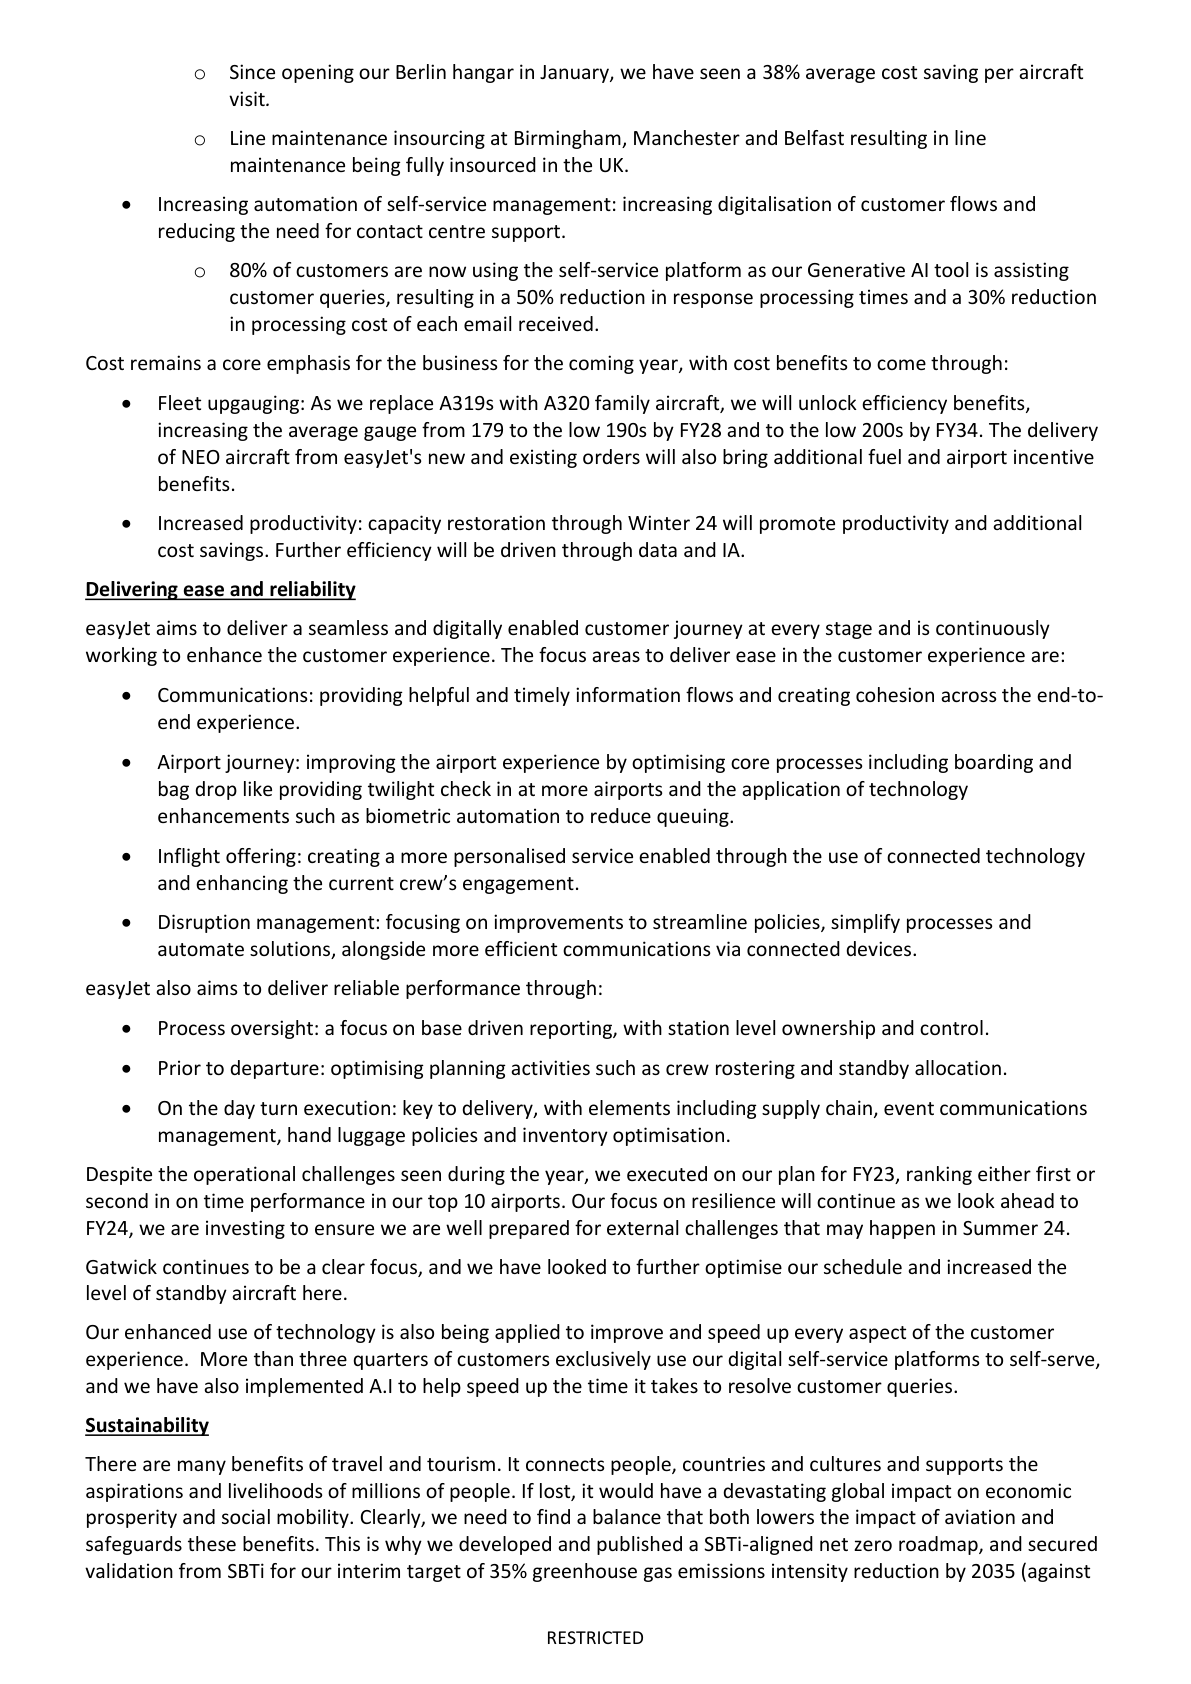 o Since opening our Berlin hangar in January, we have seen a 38% average cost saving per aircraft
visit.
o Line maintenance insourcing at Birmingham, Manchester and Belfast resulting in line
maintenance being fully insourced in the UK.
• Increasing automation of self-service management: increasing digitalisation of customer flows and
reducing the need for contact centre support.
o 80% of customers are now using the self-service platform as our Generative AI tool is assisting
customer queries, resulting in a 50% reduction in response processing times and a 30% reduction
in processing cost of each email received.
Cost remains a core emphasis for the business for the coming year, with cost benefits to come through:
• Fleet upgauging: As we replace A319s with A320 family aircraft, we will unlock efficiency benefits,
increasing the average gauge from 179 to the low 190s by FY28 and to the low 200s by FY34. The delivery
of NEO aircraft from easyJet's new and existing orders will also bring additional fuel and airport incentive
benefits.
• Increased productivity: capacity restoration through Winter 24 will promote productivity and additional
cost savings. Further efficiency will be driven through data and IA.
Delivering ease and reliability
easyJet aims to deliver a seamless and digitally enabled customer journey at every stage and is continuously
working to enhance the customer experience. The focus areas to deliver ease in the customer experience are:
• Communications: providing helpful and timely information flows and creating cohesion across the end-to-
end experience.
• Airport journey: improving the airport experience by optimising core processes including boarding and
bag drop like providing twilight check in at more airports and the application of technology
enhancements such as biometric automation to reduce queuing.
• Inflight offering: creating a more personalised service enabled through the use of connected technology
and enhancing the current crew’s engagement.
• Disruption management: focusing on improvements to streamline policies, simplify processes and
automate solutions, alongside more efficient communications via connected devices.
easyJet also aims to deliver reliable performance through:
• Process oversight: a focus on base driven reporting, with station level ownership and control.
• Prior to departure: optimising planning activities such as crew rostering and standby allocation.
• On the day turn execution: key to delivery, with elements including supply chain, event communications
management, hand luggage policies and inventory optimisation.
Despite the operational challenges seen during the year, we executed on our plan for FY23, ranking either first or
second in on time performance in our top 10 airports. Our focus on resilience will continue as we look ahead to
FY24, we are investing to ensure we are well prepared for external challenges that may happen in Summer 24.
Gatwick continues to be a clear focus, and we have looked to further optimise our schedule and increased the
level of standby aircraft here.
Our enhanced use of technology is also being applied to improve and speed up every aspect of the customer
experience.  More than three quarters of customers exclusively use our digital self-service platforms to self-serve,
and we have also implemented A.I to help speed up the time it takes to resolve customer queries.
Sustainability
There are many benefits of travel and tourism. It connects people, countries and cultures and supports the
aspirations and livelihoods of millions of people. If lost, it would have a devastating global impact on economic
prosperity and social mobility. Clearly, we need to find a balance that both lowers the impact of aviation and
safeguards these benefits. This is why we developed and published a SBTi-aligned net zero roadmap, and secured
validation from SBTi for our interim target of 35% greenhouse gas emissions intensity reduction by 2035 (against
RESTRICTED